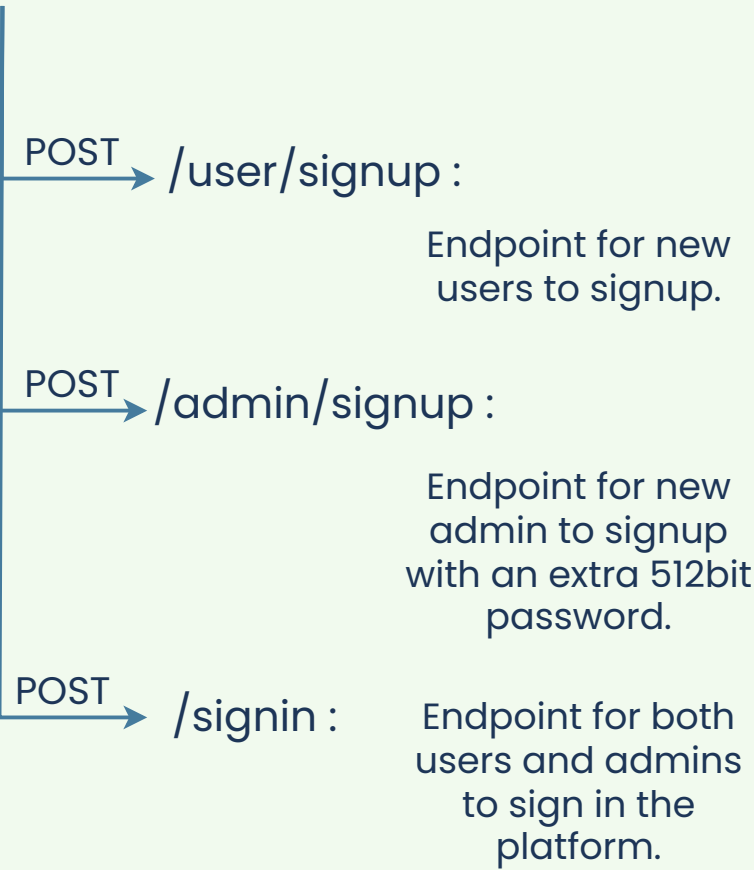 POST
/user/signup :
Endpoint for new
users to signup.
POST
/admin/signup :
Endpoint for new
admin to signup
with an extra 512bit
password.
POST
/signin :
Endpoint for both
users and admins
to sign in the
platform.